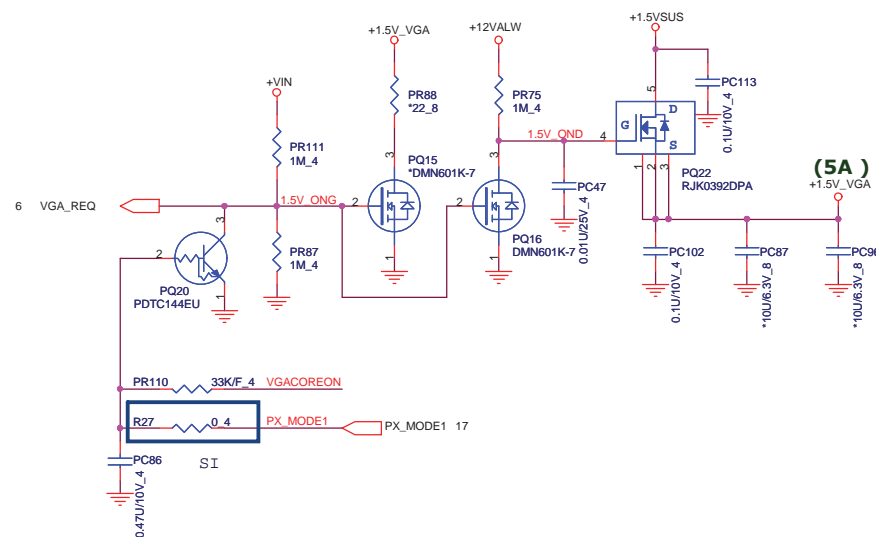 +1.5V_VGA
+12VALW
+1.5VSUS
+VIN
PR88
*22_8
PR75
1M_4
5
PC113
0.1U/10V_4
D
G
S
4
1.5V_OND
PR111
1M_4
3
PQ15
*DMN601K-7
3
1
2
3
PQ22
RJK0392DPA
(5A )
+1.5V_VGA
PC47
0.01U/25V_4
6 VGA_REQ
1.5V_ONG
2
2
3
PR87
1M_4
PQ16
DMN601K-7
1
1
2
PQ20
PDTC144EU
1
PC102
0.1U/10V_4
PC87
*10U/6.3V_8
PC96
*10U/6.3V_8
PR110
33K/F_4
VGACOREON
R27
0_4
PX_MODE1
PX_MODE1 17
PC86
0.47U/10V_4
SI